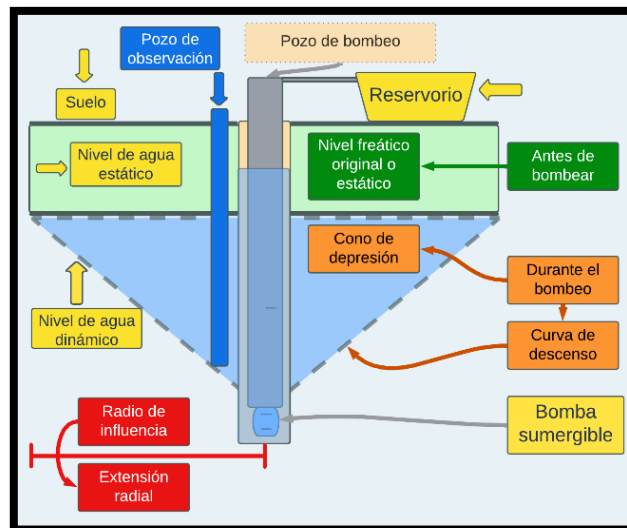 Pozo de
observación
Pozo de bombeo
Suelo
Reservorio
Nivel de agua
estático
Nivel freático
original o
estático
Antes de
bombear
Cono de
depresión
Durante el
bombeo
Nivel de agua
dinámico
Curva de
descenso
Radio de
influencia
Bomba
sumergible
Extensión
radial